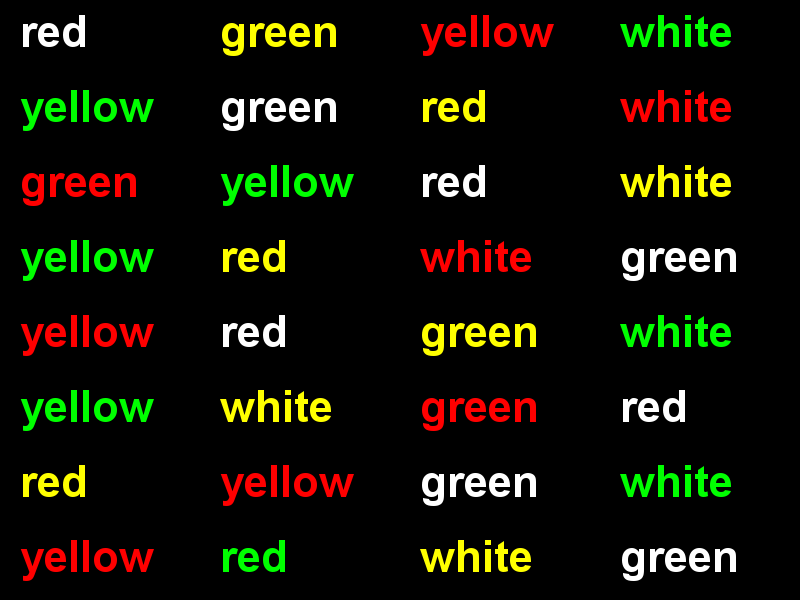 red green yellow white
yellow green red white
green yellow red white
yellow red white green
yellow red green white
yellow white green red
red yellow green white
yellow red white green